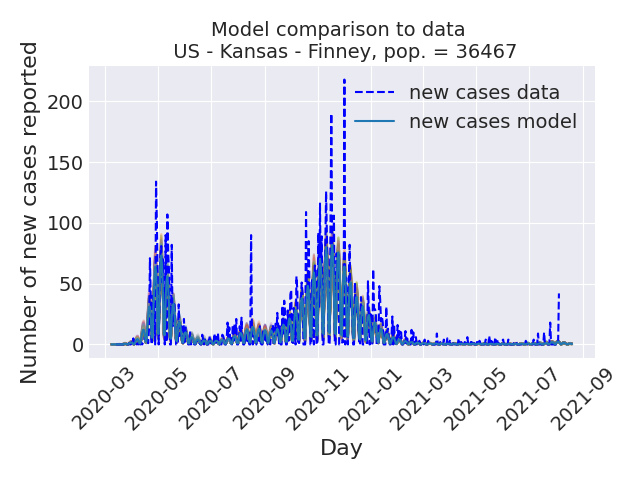 Model comparison to data
US - Kansas - Finney, pop. = 36467
Number of new cases reported
200
150
100
50
0
new cases data
new cases model
2020-03
2020-05
2020-07
2020-09
2020-11
2021-01
2021-03
2021-05
2021-07
2021-09
Day